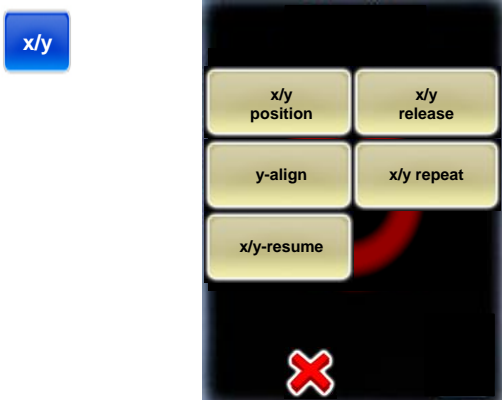 x/y
x/y
position
x/y
release
y-align
x/y repeat
x/y-resume